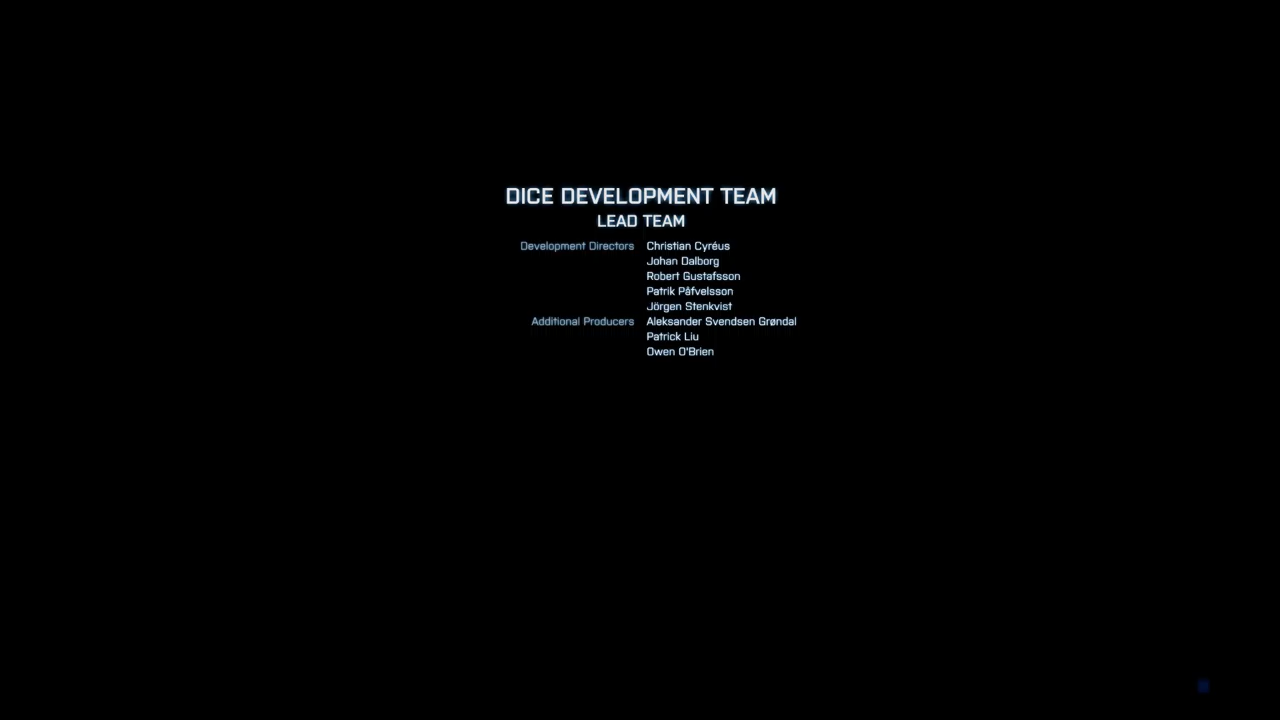 DICE DEVELOPMENT TEAM
LEAD TEAM
Development Directors Christian Cyréus
Johan Dalborg
Robert Gustafsson
Patrik Påfvelsson
Jörgen Stenkvist
Additional Producers Aleksander Svendsen Grøndal
Patrick Liu
Owen O'Brien